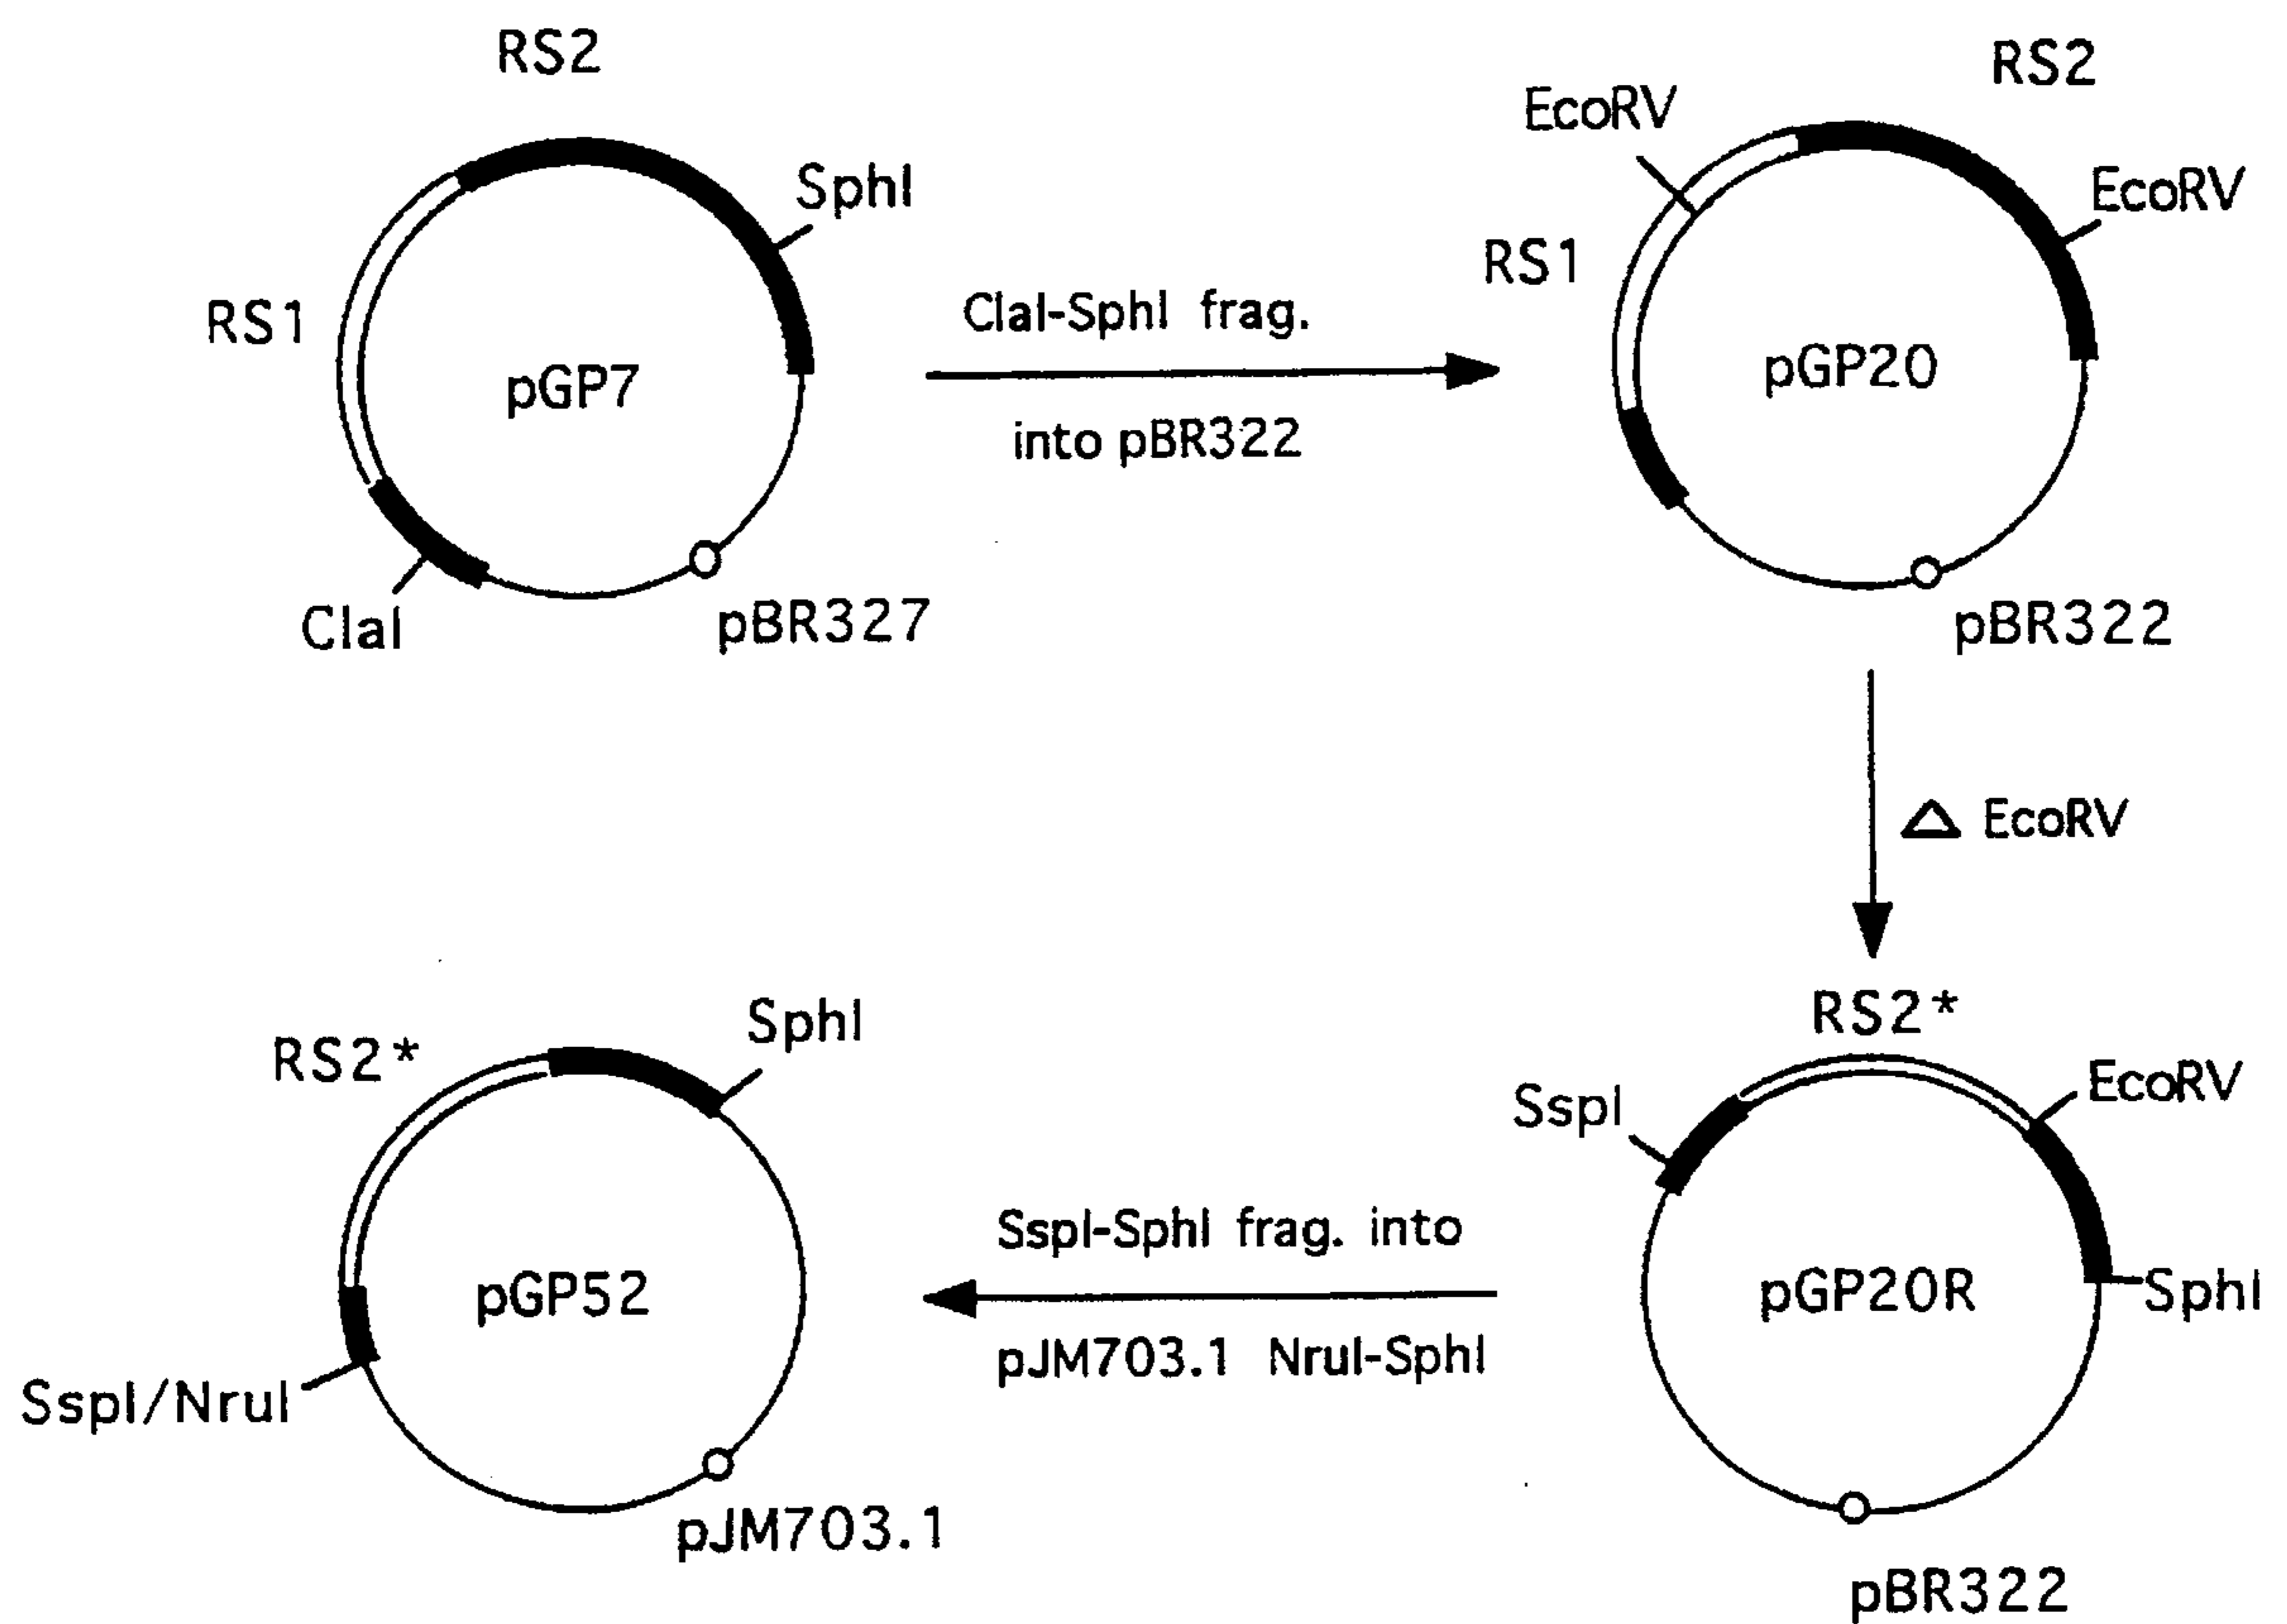 RS2
SphI
RS1
pGP7
ClaI
pBR327
ClaI-SphI frag.
into pBR322
RS2
EcoRV
EcoRV
RS1
pGP20
pBR322
△ EcoRV
RS2*
EcoRV
SspI
pGP20R
SphI
pBR322
SspI-SphI frag. into
pJM703.1 NruI-SphI
SphI
RS2*
pGP52
SspI/NruI
pJM703.1